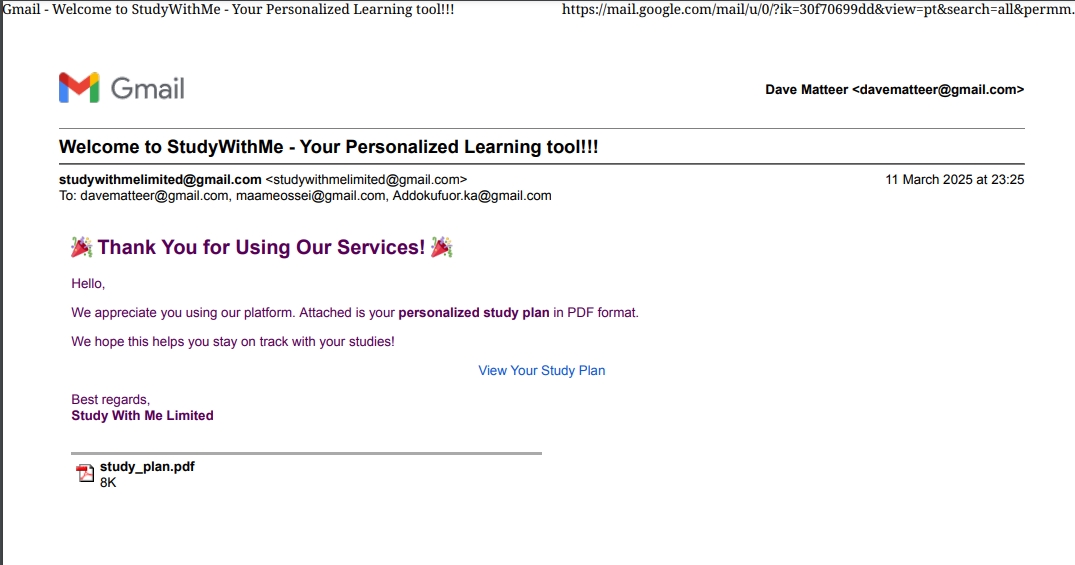 Gmail - Welcome to StudyWithMe - Your Personalized Learning tool!!! https://mail.google.com/mail/u/0/?ik=30f70699dd&view=pt&search=all&permm.
Gmail Dave Matteer <davematteer@gmail.com>
Welcome to StudyWithMe - Your Personalized Learning tool!!!
studywithmelimited@gmail.com <studywithmelimited@gmail.com> 11 March 2025 at 23:25
To: davematteer@gmail.com, maameossei@gmail.com, Addokufuor.ka@gmail.com
🎉 Thank You for Using Our Services! 🎉
Hello,
We appreciate you using our platform. Attached is your personalized study plan in PDF format.
We hope this helps you stay on track with your studies!
View Your Study Plan
Best regards,
Study With Me Limited
study_plan.pdf
8K